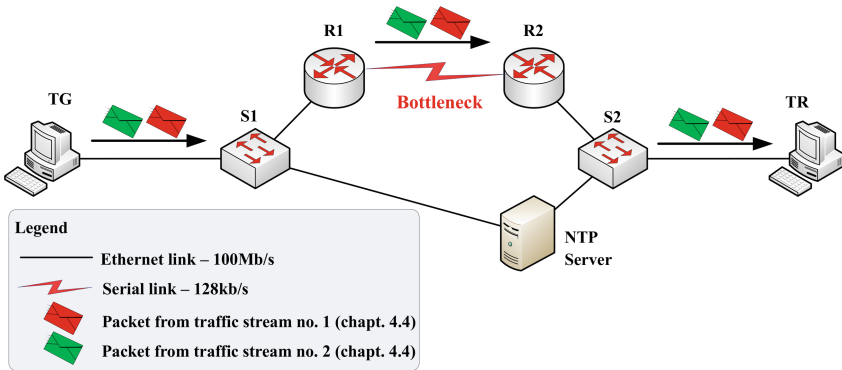 R1
R2
Bottleneck
TG
S1
S2
TR
NTP
Server
Legend
Ethernet link – 100Mb/s
Serial link – 128kb/s
Packet from traffic stream no. 1 (chapt. 4.4)
Packet from traffic stream no. 2 (chapt. 4.4)